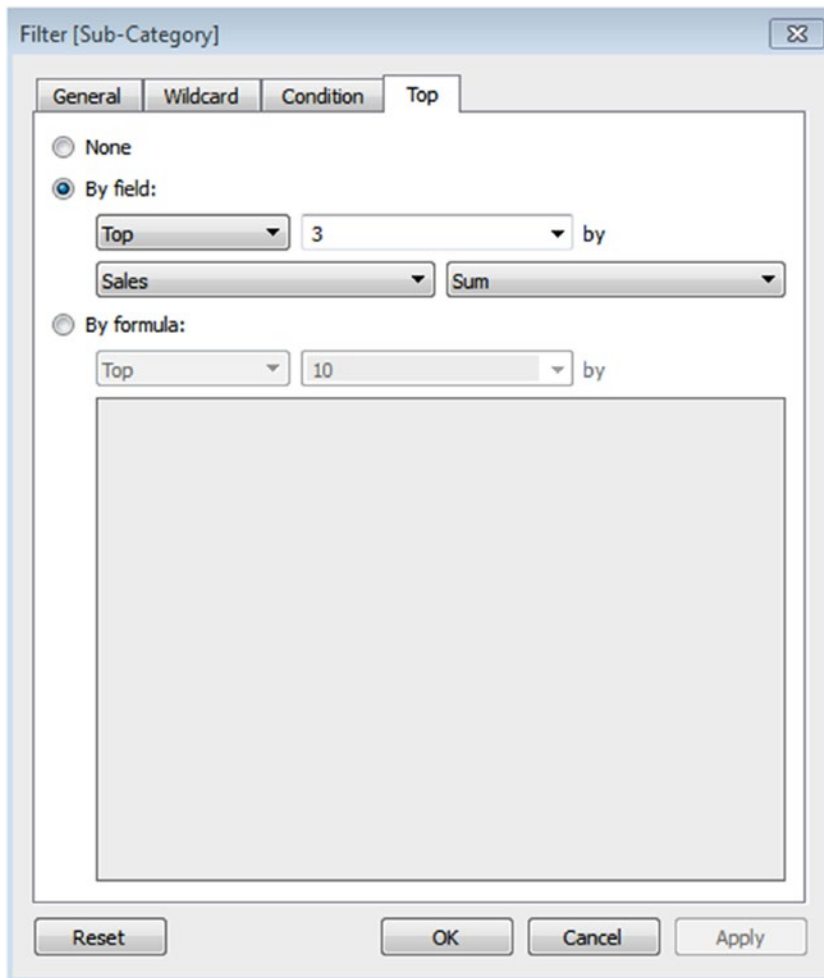 Filter [Sub-Category]
General Wildcard Condition Top
None
By field:
Top 3 by
Sales Sum
By formula:
Top 10 by
Reset OK Cancel Apply